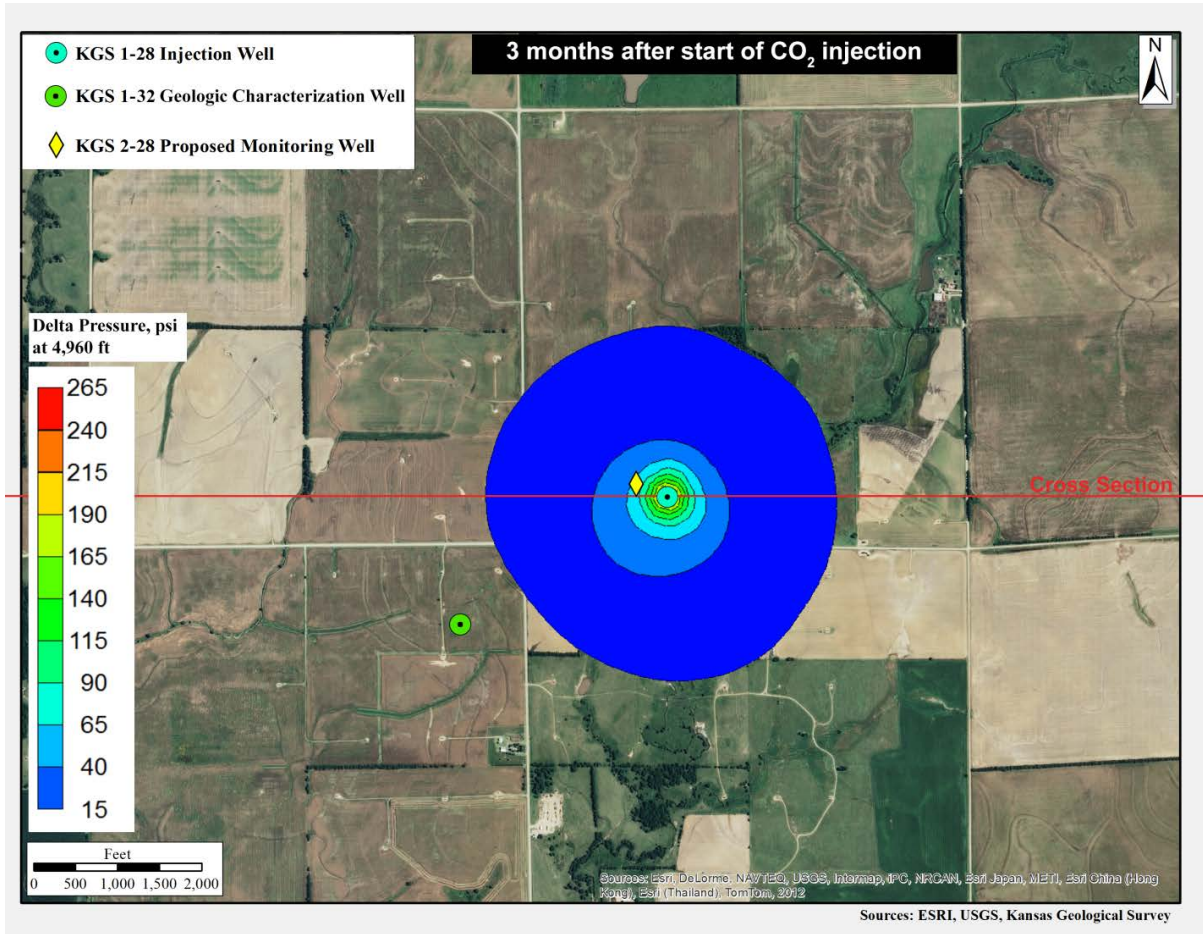 KGS 1-28 Injection Well
KGS 1-32 Geologic Characterization Well
KGS 2-28 Proposed Monitoring Well
3 months after start of CO₂ injection
N
Delta Pressure, psi
at 4,960 ft
265
240
215
190
165
140
115
90
65
40
15
Cross Section
Feet
0 500 1,000 1,500 2,000
Sources: Esri, DeLorme, NAVTEQ, USGS, Intermap, iPC, NRCAN, Esri Japan, METI, Esri China (Hong
Kong), Esri (Thailand), TomTom, 2012
Sources: ESRI, USGS, Kansas Geological Survey